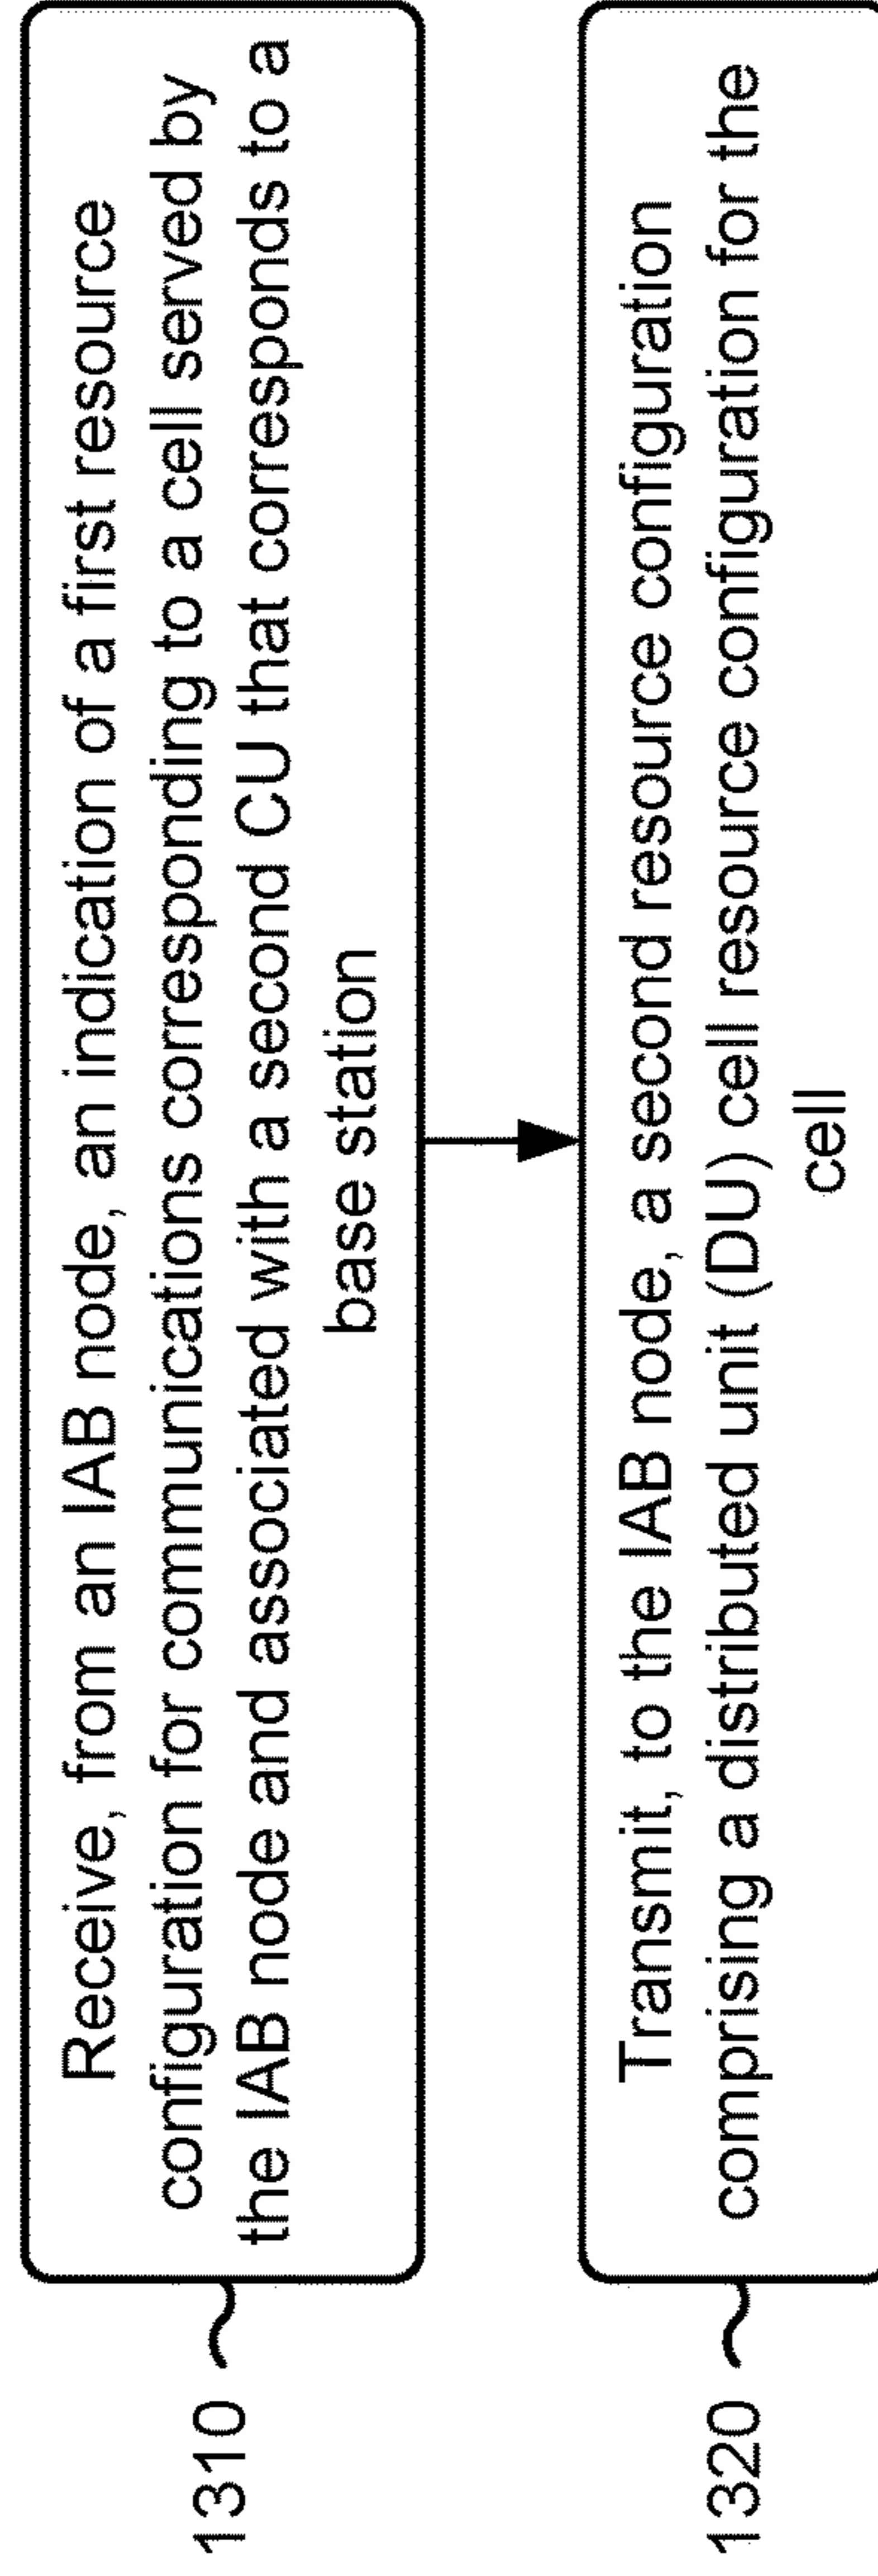 1310
Receive, from an IAB node, an indication of a first resource
configuration for communications corresponding to a cell served by
the IAB node and associated with a second CU that corresponds to a
base station
1320
Transmit, to the IAB node, a second resource configuration
comprising a distributed unit (DU) cell resource configuration for the
cell